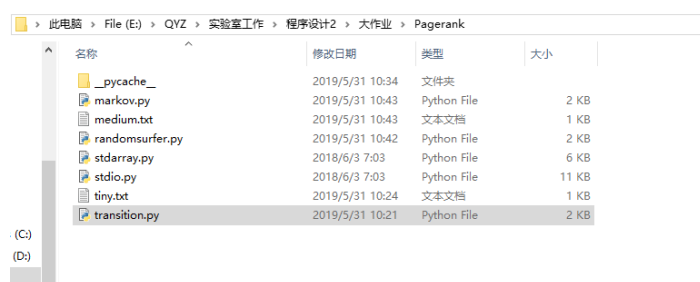 此电脑 > File (E:) > QYZ > 实验室工作 > 程序设计2 > 大作业 > Pagerank
名称 修改日期 类型 大小
__pycache__ 2019/5/31 10:34 文件夹
markov.py 2019/5/31 10:43 Python File 2 KB
medium.txt 2019/5/31 10:43 文本文档 1 KB
randomsurfer.py 2019/5/31 10:42 Python File 2 KB
stdarray.py 2018/6/3 7:03 Python File 6 KB
stdio.py 2018/6/3 7:03 Python File 11 KB
tiny.txt 2019/5/31 10:24 文本文档 1 KB
transition.py 2019/5/31 10:21 Python File 2 KB
(C:)
(D:)